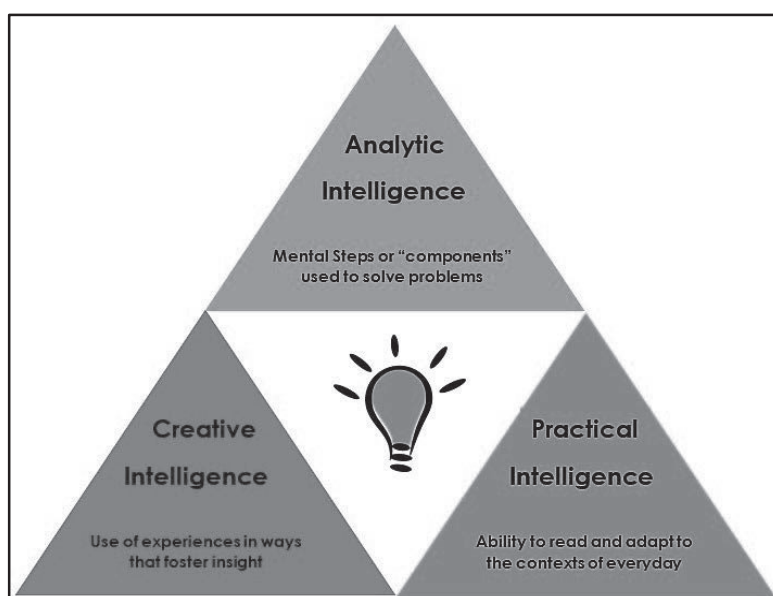 Analytic
Intelligence
Mental Steps or “components”
used to solve problems
Creative
Intelligence
Use of experiences in ways
that foster insight
Practical
Intelligence
Ability to read and adapt to
the contexts of everyday